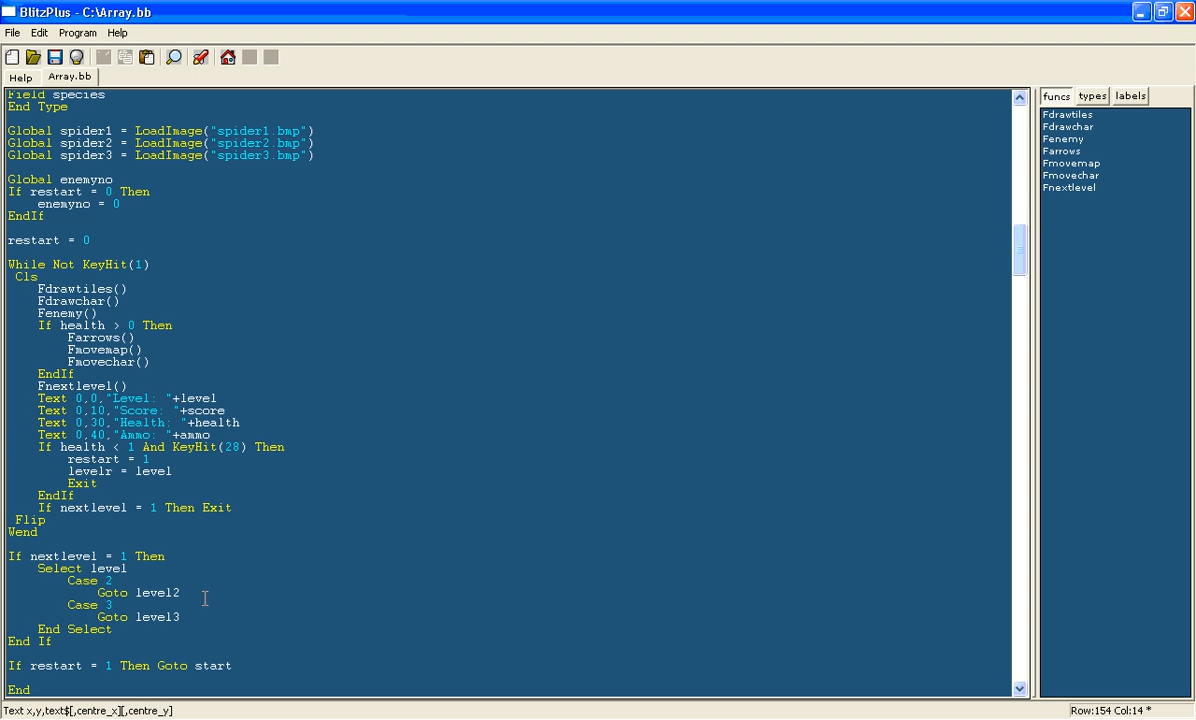 BlitzPlus - C:\Array.bb
File Edit Program Help
Help Array.bb
funcs types labels
Field species
End Type
Global spider1 = LoadImage("spider1.bmp")
Global spider2 = LoadImage("spider2.bmp")
Global spider3 = LoadImage("spider3.bmp")
Global enemyno
If restart = 0 Then
enemyno = 0
EndIf
restart = 0
While Not KeyHit(1)
Cls
Fdrawtiles()
Fdrawchar()
Fenemy()
If health > 0 Then
Farrows()
Fmovemap()
Fmovechar()
EndIf
Fnextlevel()
Text 0,0,"Level: "+level
Text 0,10,"Score: "+score
Text 0,30,"Health: "+health
Text 0,40,"Ammo: "+ammo
If health < 1 And KeyHit(28) Then
restart = 1
levelr = level
Exit
EndIf
If nextlevel = 1 Then Exit
Flip
Wend
If nextlevel = 1 Then
Select level
Case 2
Goto level2
Case 3
Goto level3
End Select
End If
If restart = 1 Then Goto start
End
Fdrawtiles
Fdrawchar
Fenemy
Farrows
Fmovemap
Fmovechar
Fnextlevel
Text x,y,text$[,centre_x][,centre_y]
Row:154 Col:14 *